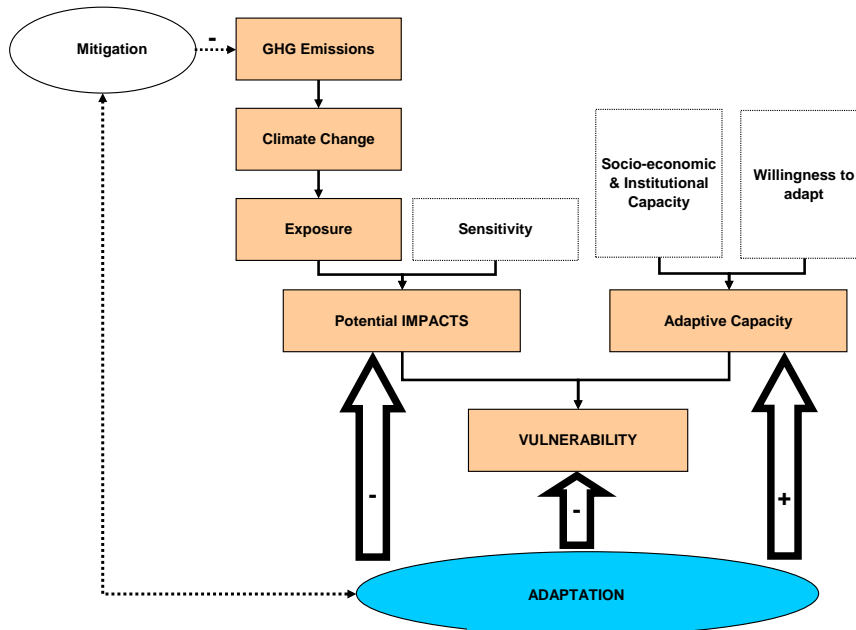 Mitigation
-
GHG Emissions
Climate Change
Socio-economic
& Institutional
Capacity
Willingness to
adapt
Exposure
Sensitivity
Potential IMPACTS
Adaptive Capacity
VULNERABILITY
-
-
+
ADAPTATION